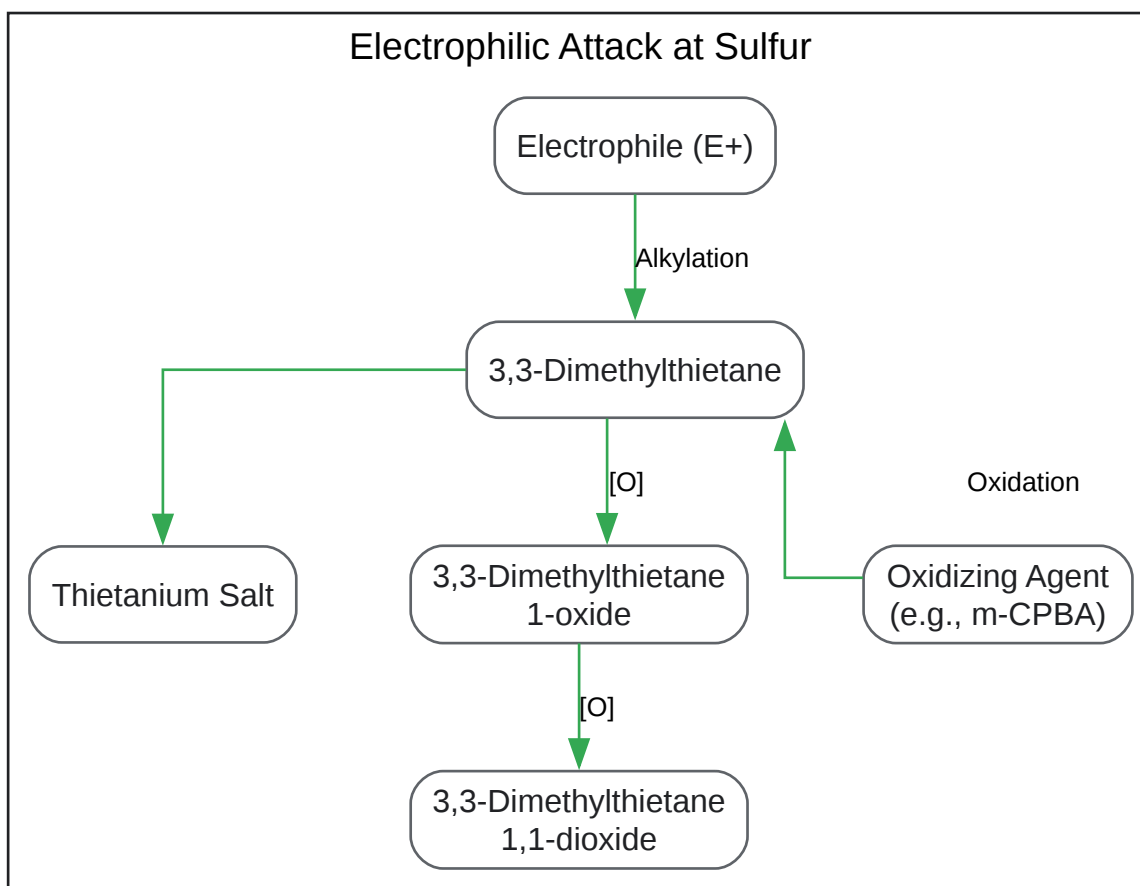 Electrophilic Attack at Sulfur
Electrophile (E+)
Alkylation
3,3-Dimethylthietane
[O]
Oxidation
Thietanium Salt
3,3-Dimethylthietane
1-oxide
Oxidizing Agent
(e.g., m-CPBA)
[O]
3,3-Dimethylthietane
1,1-dioxide